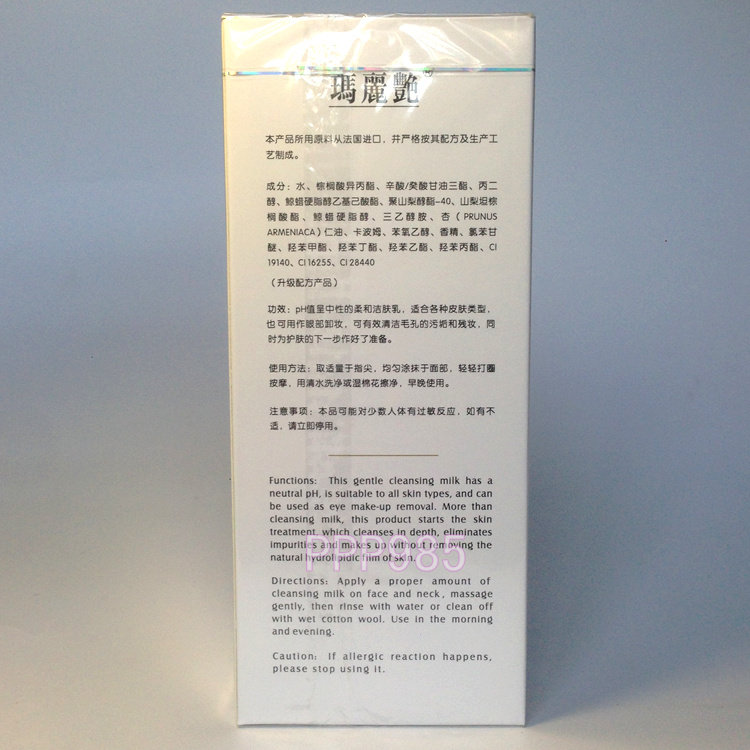 瑪麗艷®
本产品所用原料从法国进口，并严格按其配方及生产工
艺制成。
成分：水、棕榈酸异丙酯、辛酸/癸酸甘油三酯、丙二
醇、鲸蜡硬脂醇乙基己酸酯、聚山梨醇酯-40、山梨坦棕
榈酸酯、鲸蜡硬脂醇、三乙醇胺、杏（PRUNUS
ARMENIACA）仁油、卡波姆、苯氧乙醇、香精、氯苯甘
醚、羟苯甲酯、羟苯丁酯、羟苯乙酯、羟苯丙酯、CI
19140、CI 16255、CI 28440
（升级配方产品）
功效：pH值呈中性的柔和洁肤乳，适合各种皮肤类型，
也可用作眼部卸妆，可有效清洁毛孔的污垢和残妆，同
时为护肤的下一步作好了准备。
使用方法：取适量于指尖，均匀涂抹于面部，轻轻打圈
按摩，用清水洗净或湿棉花擦净，早晚使用。
注意事项：本品可能对少数人体有过敏反应，如有不
适，请立即停用。
Functions: This gentle cleansing milk has a
neutral pH, is suitable to all skin types, and can
be used as eye make-up removal. More than
cleansing milk, this product starts the skin
treatment, which cleanses in depth, eliminates
impurities and makes up without removing the
natural hydrolipidic film of skin.
PPP985
Directions: Apply a proper amount of
cleansing milk on face and neck, massage
gently, then rinse with water or clean off
with wet cotton wool. Use in the morning
and evening.
Caution: If allergic reaction happens,
please stop using it.